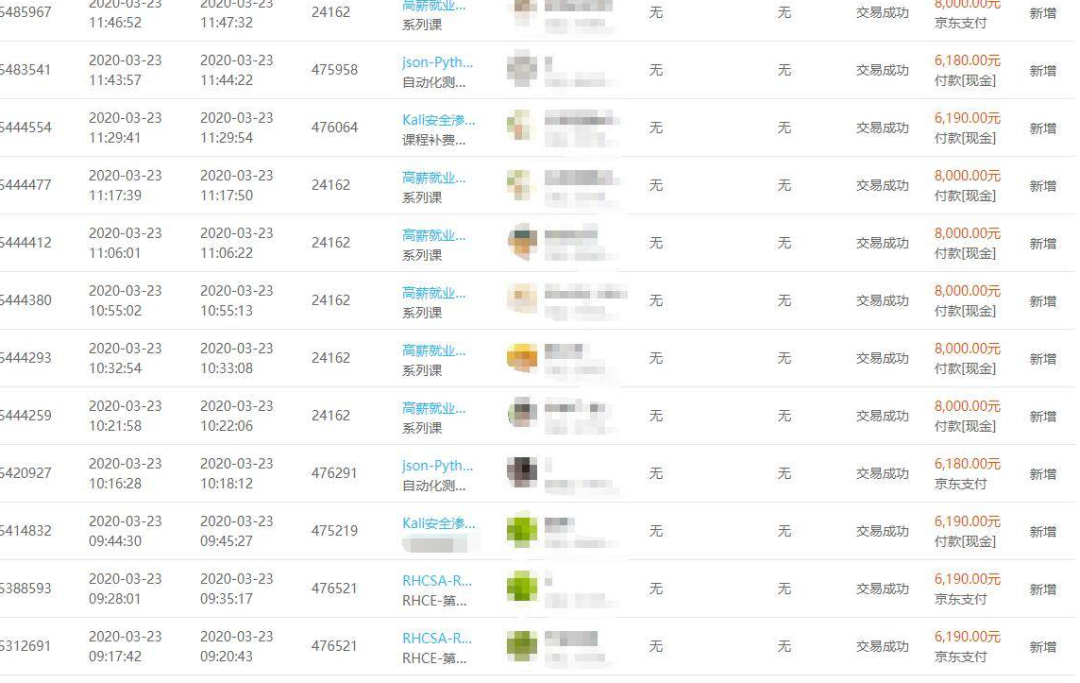 5485967 2020-03-23 2020-03-23 24162 高薪就业... 无 无 交易成功 8,000.00元 新增
11:46:52 11:47:32 系列课 京东支付
5483541 2020-03-23 2020-03-23 475958 json-Pyth... 无 无 交易成功 6,180.00元 新增
11:43:57 11:44:22 自动化测... 付款[现金]
5444554 2020-03-23 2020-03-23 476064 Kali安全渗... 无 无 交易成功 6,190.00元 新增
11:29:41 11:29:54 课程补费... 付款[现金]
5444477 2020-03-23 2020-03-23 24162 高薪就业... 无 无 交易成功 8,000.00元 新增
11:17:39 11:17:50 系列课 付款[现金]
5444412 2020-03-23 2020-03-23 24162 高薪就业... 无 无 交易成功 8,000.00元 新增
11:06:01 11:06:22 系列课 付款[现金]
5444380 2020-03-23 2020-03-23 24162 高薪就业... 无 无 交易成功 8,000.00元 新增
10:55:02 10:55:13 系列课 付款[现金]
5444293 2020-03-23 2020-03-23 24162 高薪就业... 无 无 交易成功 8,000.00元 新增
10:32:54 10:33:08 系列课 付款[现金]
5444259 2020-03-23 2020-03-23 24162 高薪就业... 无 无 交易成功 8,000.00元 新增
10:21:58 10:22:06 系列课 付款[现金]
5420927 2020-03-23 2020-03-23 476291 json-Pyth... 无 无 交易成功 6,180.00元 新增
10:16:28 10:18:12 自动化测... 京东支付
5414832 2020-03-23 2020-03-23 475219 Kali安全渗... 无 无 交易成功 6,190.00元 新增
09:44:30 09:45:27 付款[现金]
5388593 2020-03-23 2020-03-23 476521 RHCSA-R... 无 无 交易成功 6,190.00元 新增
09:28:01 09:35:17 RHCE-第... 京东支付
5312691 2020-03-23 2020-03-23 476521 RHCSA-R... 无 无 交易成功 6,190.00元 新增
09:17:42 09:20:43 RHCE-第... 京东支付